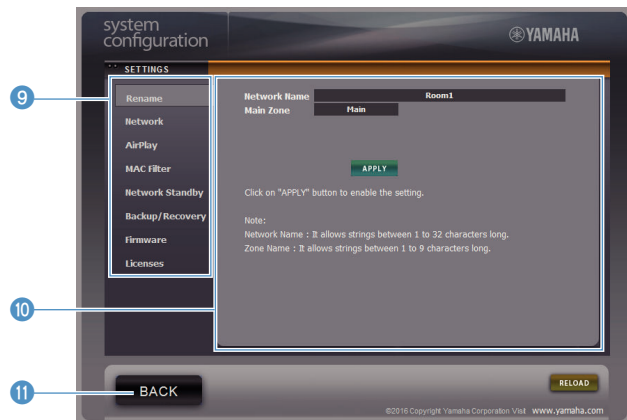 system
configuration
YAMAHA
SETTINGS
9
Rename
Network
AirPlay
MAC Filter
Network Standby
Backup/Recovery
Firmware
Licenses
Network Name Room1
Main Zone Main
APPLY
Click on "APPLY" button to enable the setting.
Note:
Network Name : It allows strings between 1 to 32 characters long.
Zone Name : It allows strings between 1 to 9 characters long.
10
11
BACK
RELOAD
©2016 Copyright Yamaha Corporation Visit www.yamaha.com